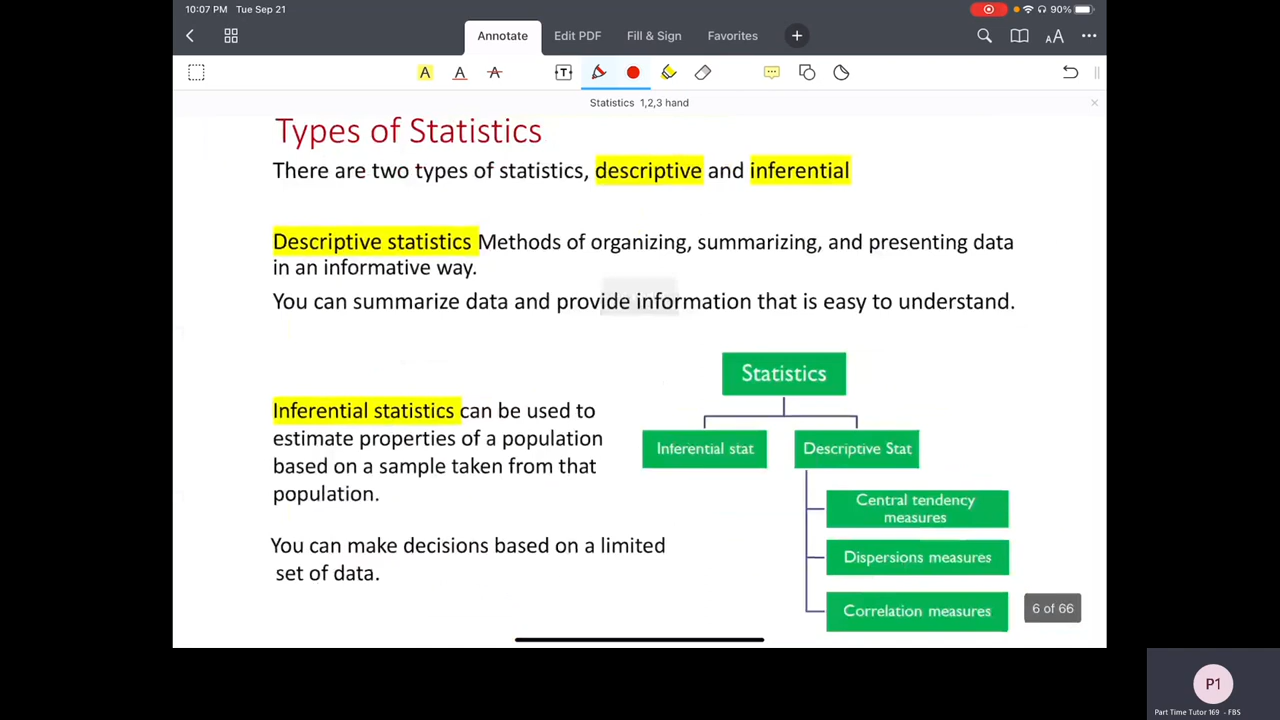 10:07 PM Tue Sep 21
90%
Annotate
Edit PDF
Fill & Sign
Favorites
Statistics 1,2,3 hand
Types of Statistics
There are two types of statistics, descriptive and inferential
Descriptive statistics Methods of organizing, summarizing, and presenting data
in an informative way.
You can summarize data and provide information that is easy to understand.
Inferential statistics can be used to
estimate properties of a population
based on a sample taken from that
population.
You can make decisions based on a limited
set of data.
Statistics
Inferential stat
Descriptive Stat
Central tendency
measures
Dispersions measures
Correlation measures
6 of 66
P1
Part Time Tutor 169 - FBS